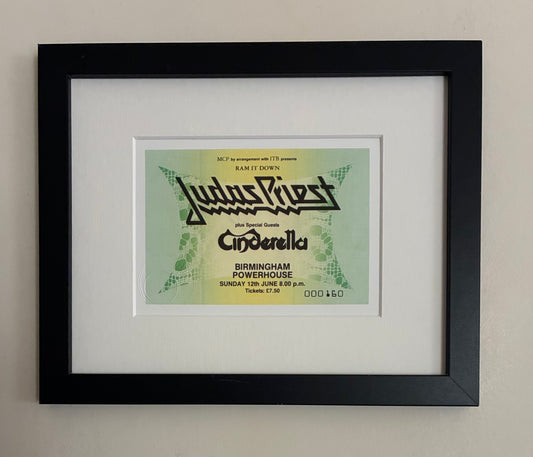 MCP by arrangement with ITB presents
RAM IT DOWN
Judas Priest
plus Special Guests
Cinderella
BIRMINGHAM
POWERHOUSE
SUNDAY 12th JUNE 8.00 p.m.
Tickets: £7.50
000160